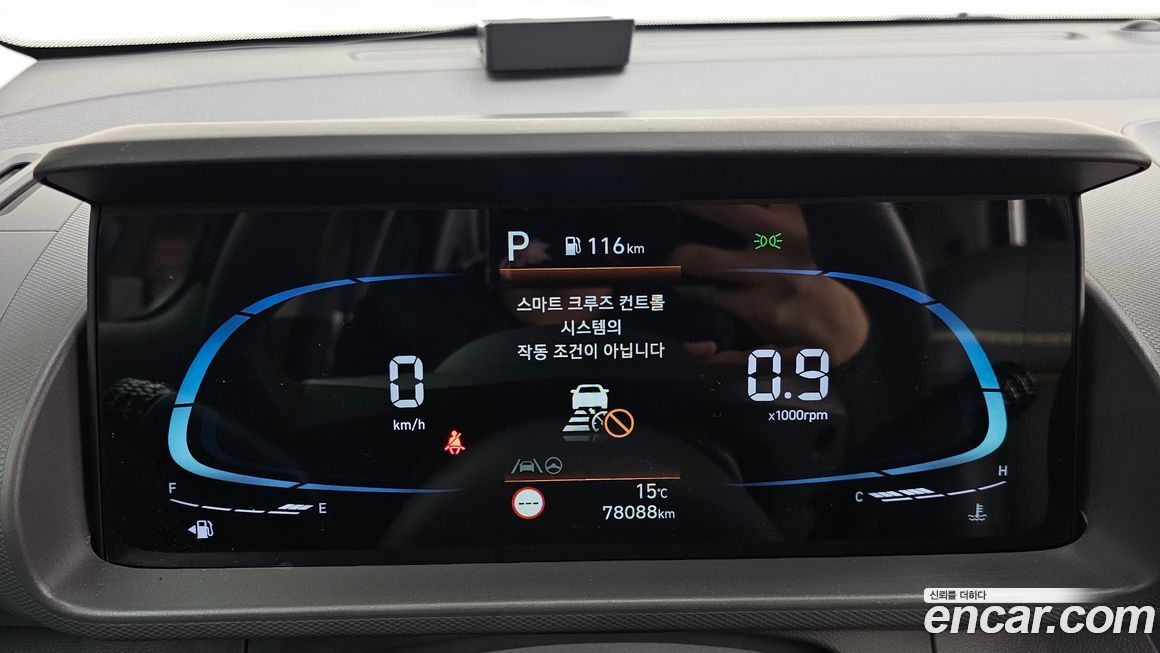 P
116km
스마트 크루즈 컨트롤
시스템의
작동 조건이 아닙니다
0
km/h
0.9
x1000rpm
F
E
---
15℃
78088km
C
H
신뢰를 더하다
encar.com